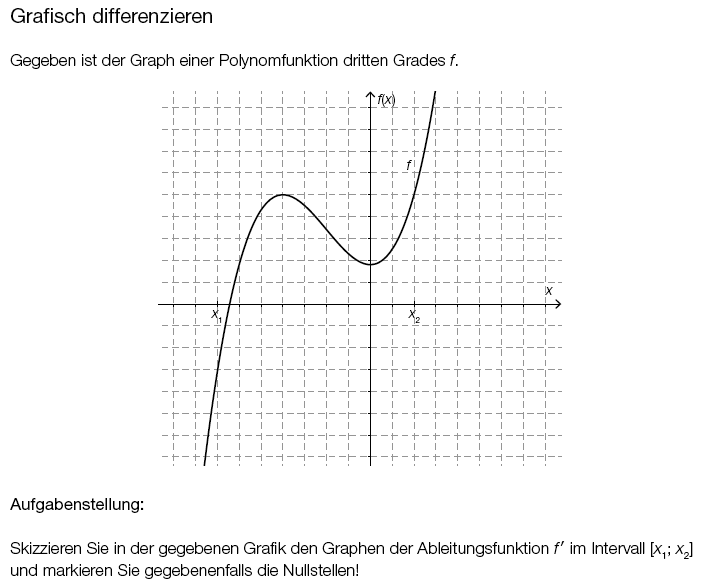 Grafisch differenzieren
Gegeben ist der Graph einer Polynomfunktion dritten Grades f.
f(x)
f
x
x₁
x₂
Aufgabenstellung:
Skizzieren Sie in der gegebenen Grafik den Graphen der Ableitungsfunktion f′ im Intervall [x₁; x₂]
und markieren Sie gegebenenfalls die Nullstellen!